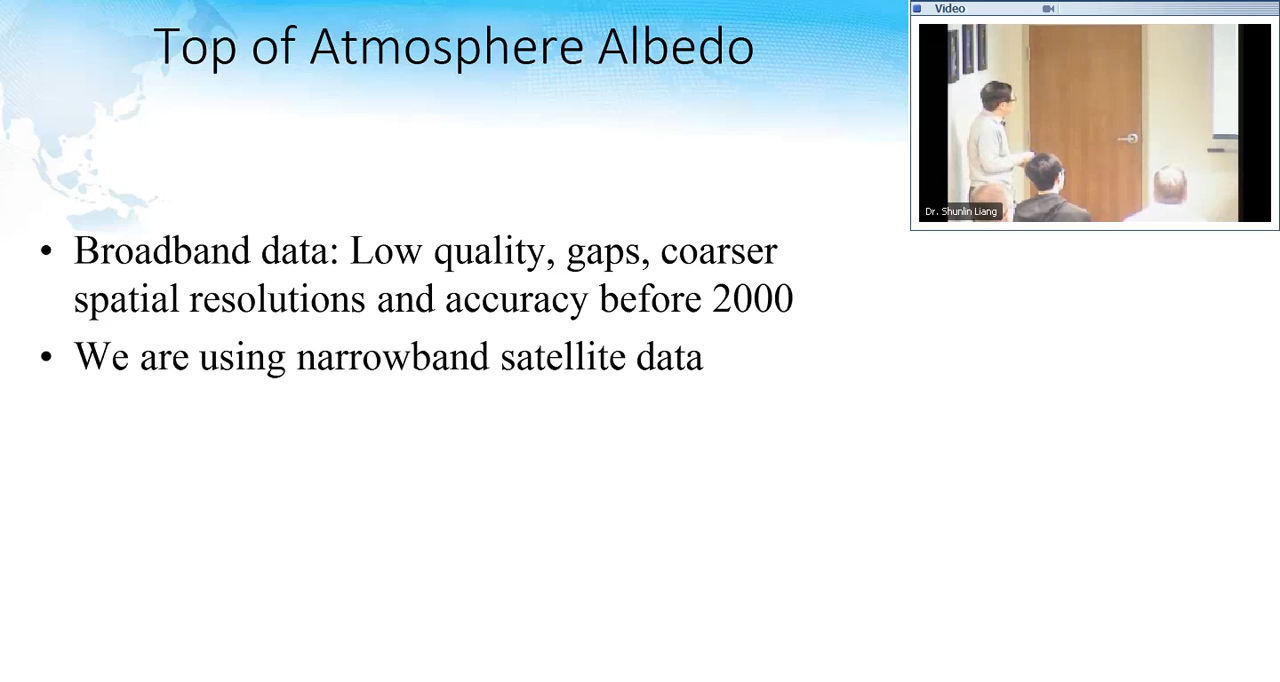 Top of Atmosphere Albedo
Video
Dr. Shunlin Liang
• Broadband data: Low quality, gaps, coarser
spatial resolutions and accuracy before 2000
• We are using narrowband satellite data